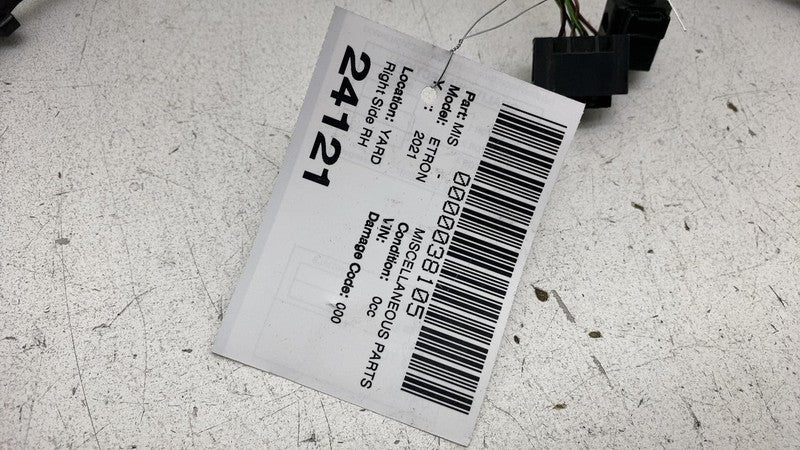 0000038105
Part: MIS MISCELLANEOUS PARTS
Model: ETRON Condition: 0cc
Y : 2021 VIN:
Damage Code: 000
Location: YARD
Right Side RH
24121